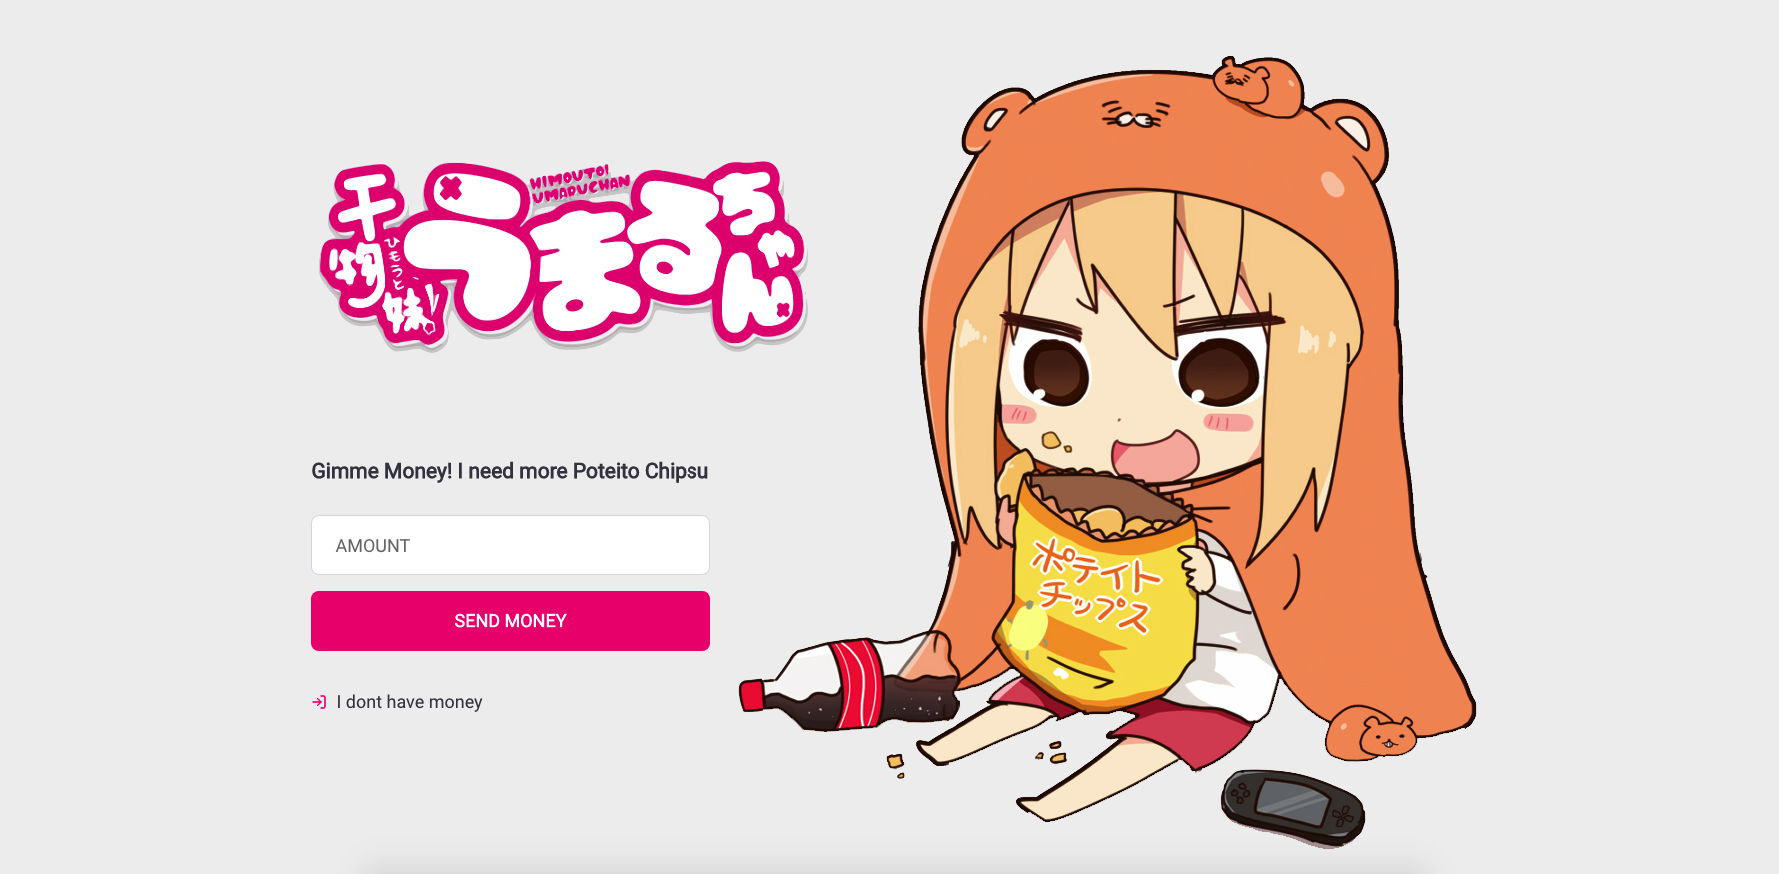 干物妹!
ひもうと
うまるちゃん
HIMOUTO!
UMARUCHAN
Gimme Money! I need more Poteito Chipsu
AMOUNT
SEND MONEY
I dont have money
ポテイト
チップス